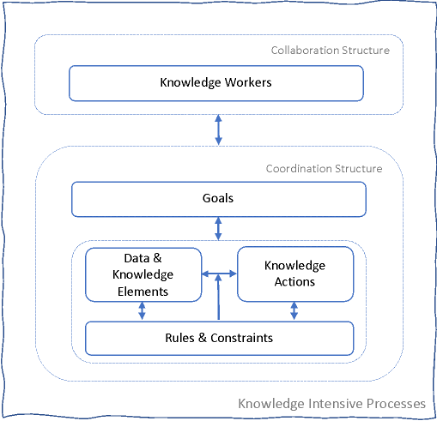 Collaboration Structure
Knowledge Workers
Coordination Structure
Goals
Data &
Knowledge
Elements
Knowledge
Actions
Rules & Constraints
Knowledge Intensive Processes